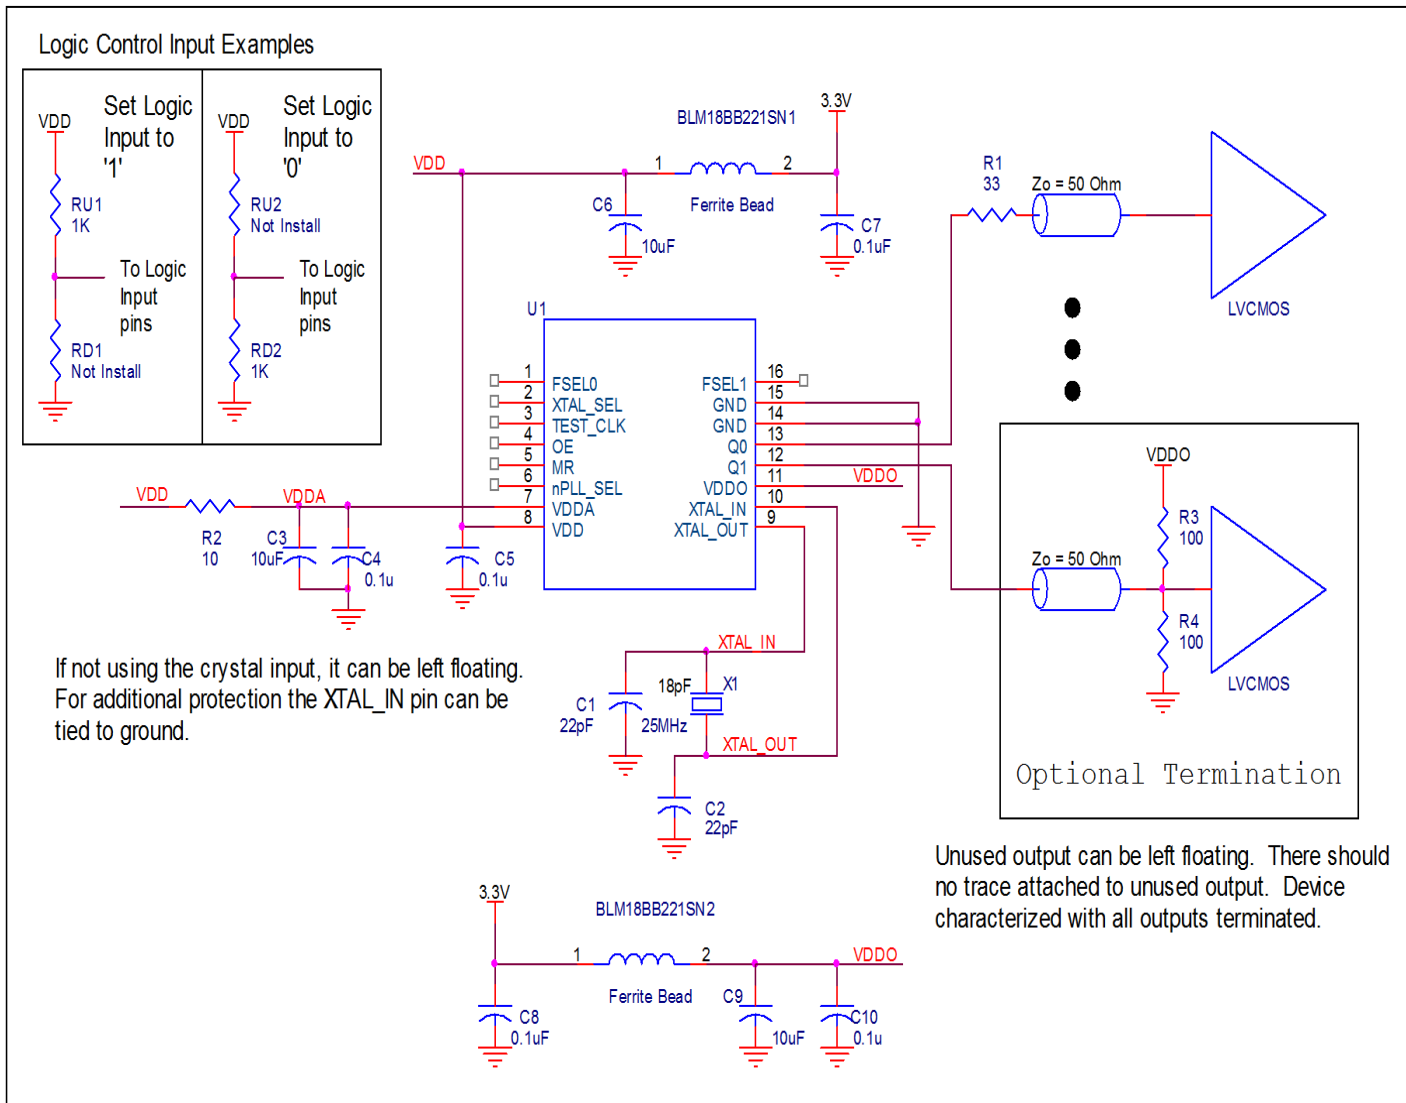 Logic Control Input Examples
VDD
Set Logic
Input to
'1'
RU1
1K
To Logic
Input
pins
RD1
Not Install
VDD
Set Logic
Input to
'0'
RU2
Not Install
To Logic
Input
pins
RD2
1K
VDD
BLM18BB221SN1
3.3V
1
2
Ferrite Bead
C6
10uF
C7
0.1uF
R1
33
Zo = 50 Ohm
LVCMOS
U1
1
FSEL0
2
XTAL_SEL
3
TEST_CLK
4
OE
5
MR
6
nPLL_SEL
7
VDDA
8
VDD
16
FSEL1
15
GND
14
GND
13
Q0
12
Q1
11
VDDO
10
XTAL_IN
9
XTAL_OUT
VDDO
VDD
R2
10
VDDA
C3
10uF
C4
0.1u
C5
0.1u
VDDO
R3
100
Zo = 50 Ohm
R4
100
LVCMOS
Optional Termination
If not using the crystal input, it can be left floating.
For additional protection the XTAL_IN pin can be
tied to ground.
XTAL_IN
18pF
X1
C1
22pF
25MHz
XTAL_OUT
C2
22pF
Unused output can be left floating. There should
no trace attached to unused output. Device
characterized with all outputs terminated.
3.3V
BLM18BB221SN2
1
2
VDDO
Ferrite Bead
C8
0.1uF
C9
10uF
C10
0.1u